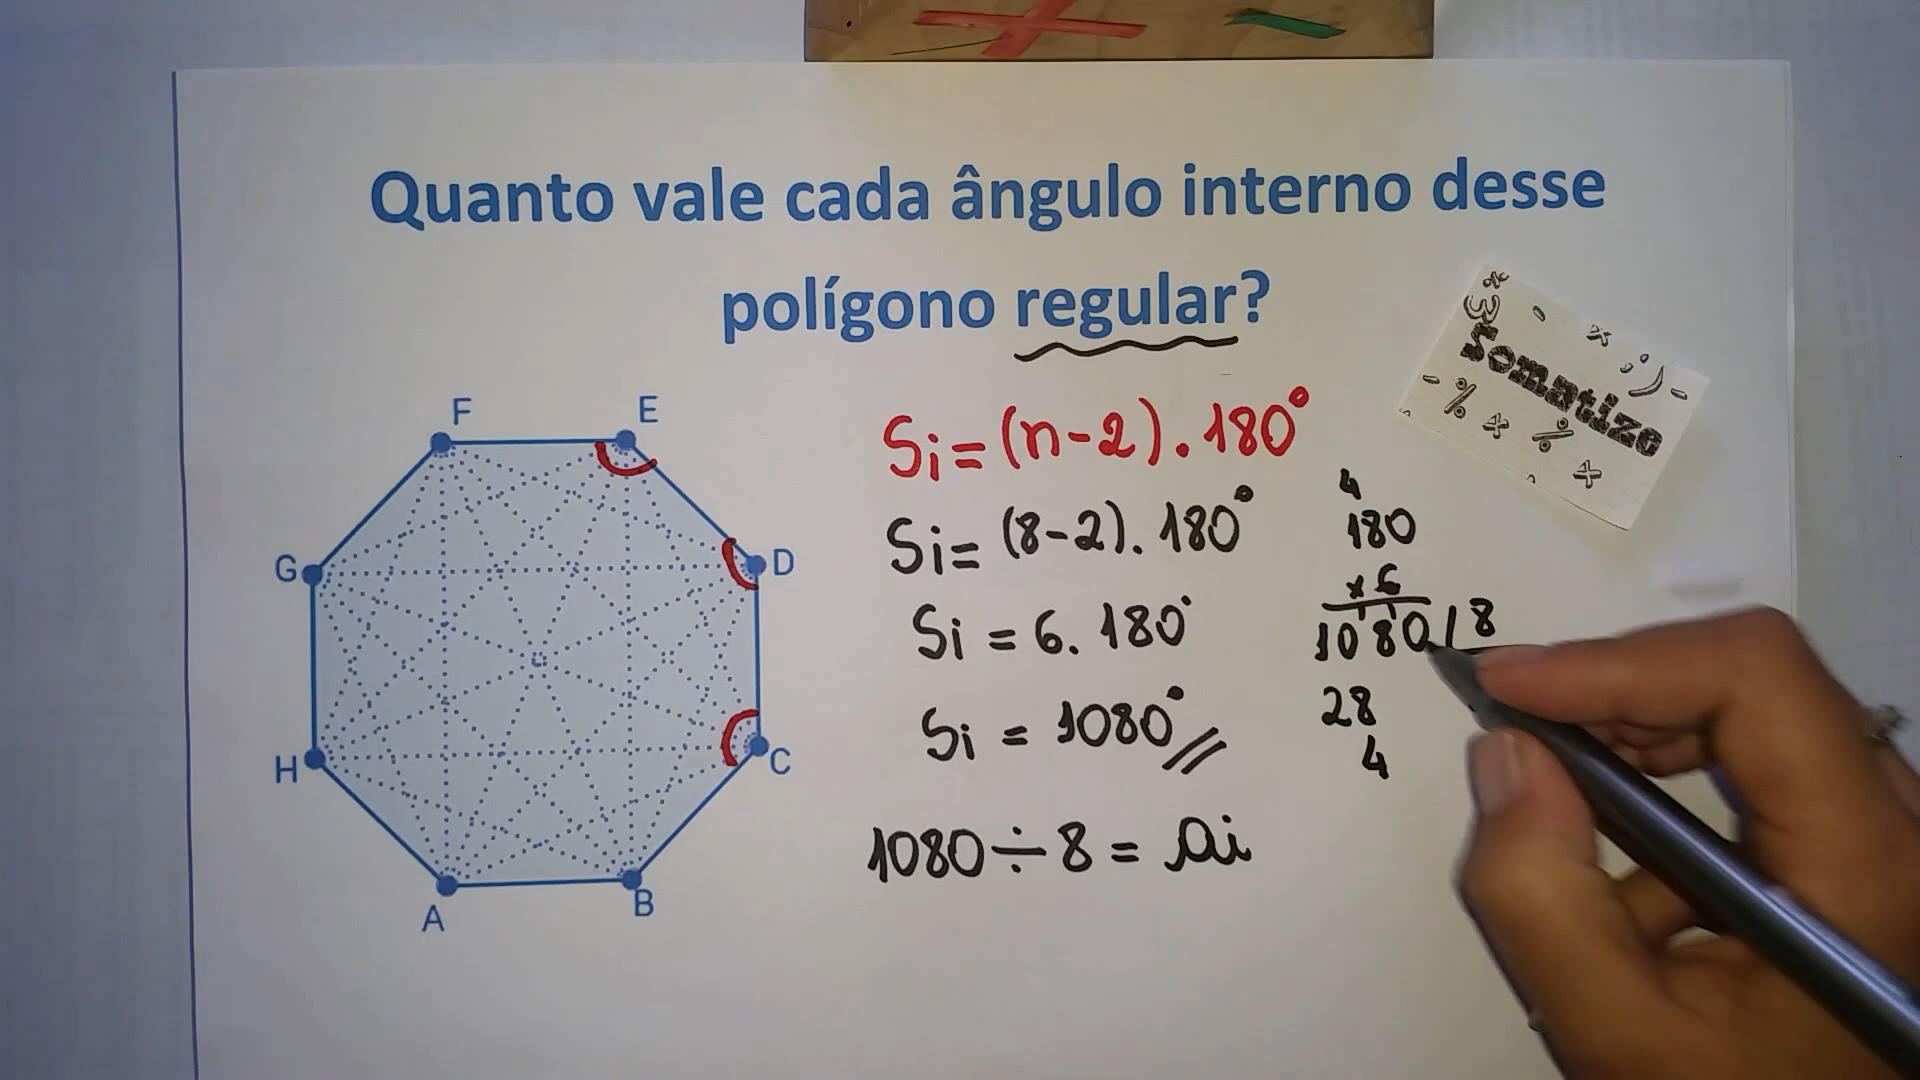 Quanto vale cada ângulo interno desse
polígono regular?
Somatize
F
E
G
D
H
C
A
B
Si=(n-2).180°
Si=(8-2).180°
Si = 6.180°
Si = 1080°
1080÷8 = ai
4
180
x6
1080/8
28
4